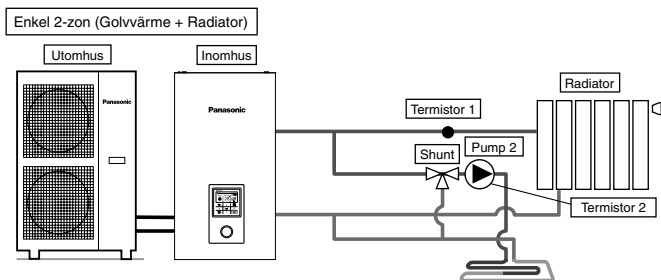 Enkel 2-zon (Golvvärme + Radiator)
Utomhus
Inomhus
Panasonic
Panasonic
Radiator
Termistor 1
Shunt
Pump 2
Termistor 2